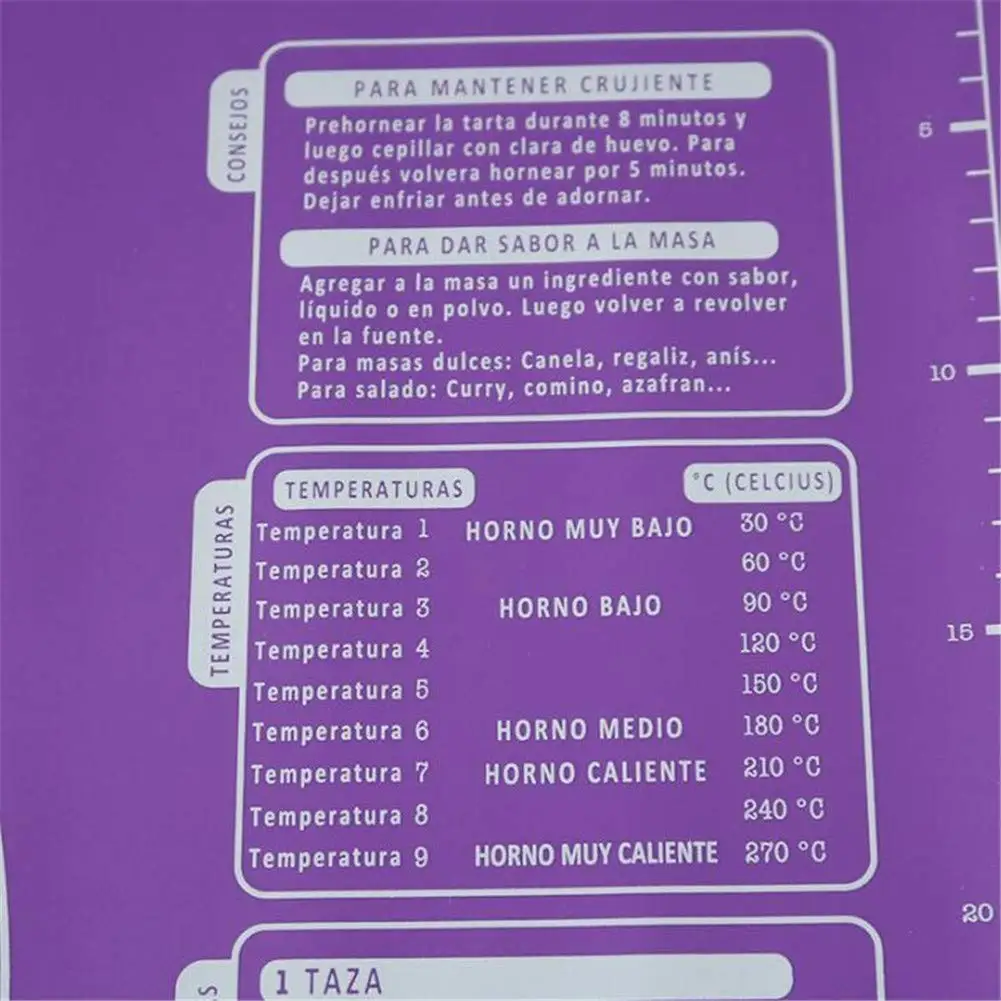 CONSEJOS
PARA MANTENER CRUJIENTE
Prehornear la tarta durante 8 minutos y
luego cepillar con clara de huevo. Para
después volvera hornear por 5 minutos.
Dejar enfriar antes de adornar.
PARA DAR SABOR A LA MASA
Agregar a la masa un ingrediente con sabor,
líquido o en polvo. Luego volver a revolver
en la fuente.
Para masas dulces: Canela, regaliz, anís...
Para salado: Curry, comino, azafran...
TEMPERATURAS
TEMPERATURAS °C (CELCIUS)
Temperatura 1 HORNO MUY BAJO 30 °C
Temperatura 2 60 °C
Temperatura 3 HORNO BAJO 90 °C
Temperatura 4 120 °C
Temperatura 5 150 °C
Temperatura 6 HORNO MEDIO 180 °C
Temperatura 7 HORNO CALIENTE 210 °C
Temperatura 8 240 °C
Temperatura 9 HORNO MUY CALIENTE 270 °C
1 TAZA
5
10
15
20